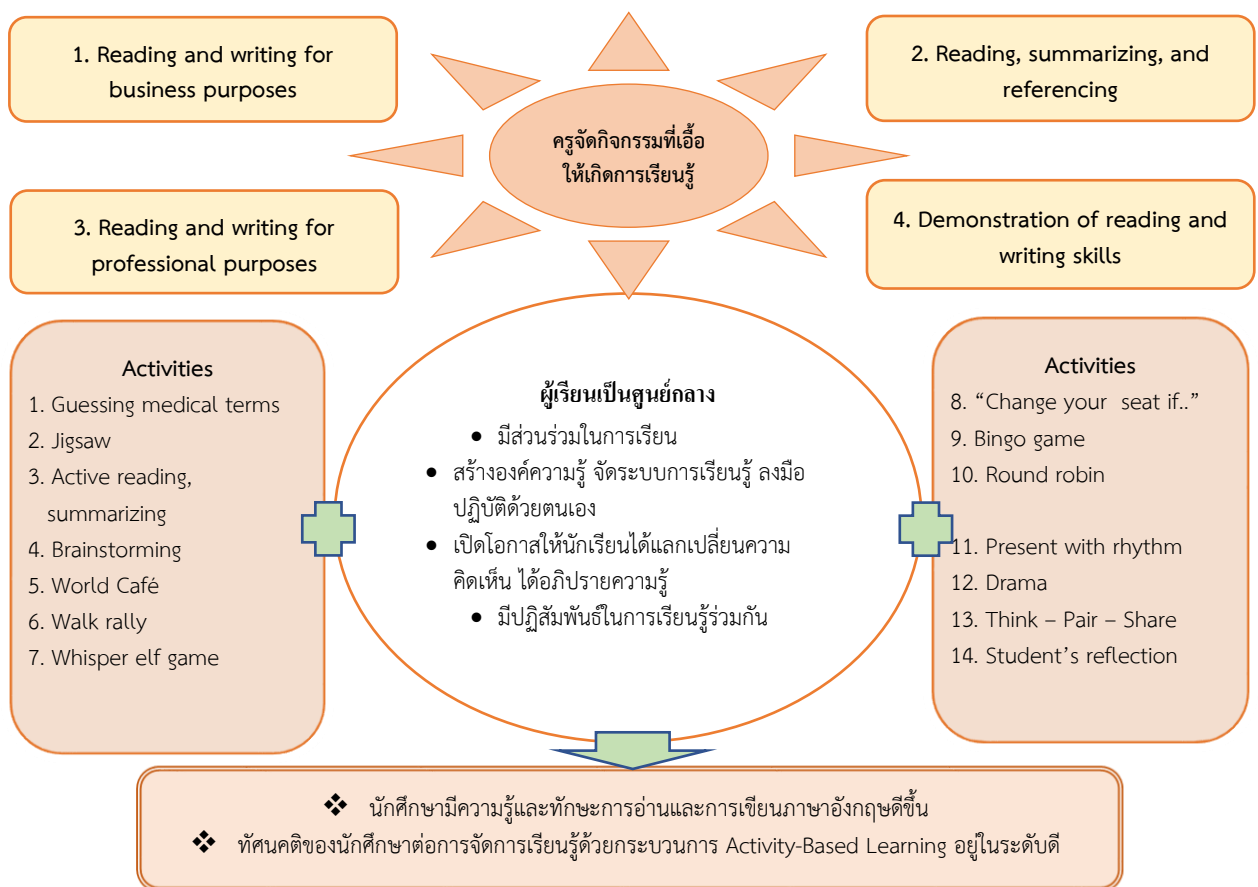 1. Reading and writing for
business purposes
2. Reading, summarizing, and
referencing
ครูจัดกิจกรรมที่เอื้อ
ให้เกิดการเรียนรู้
3. Reading and writing for
professional purposes
4. Demonstration of reading and
writing skills
Activities
1. Guessing medical terms
2. Jigsaw
3. Active reading,
summarizing
4. Brainstorming
5. World Café
6. Walk rally
7. Whisper elf game
ผู้เรียนเป็นศูนย์กลาง
• มีส่วนร่วมในการเรียน
• สร้างองค์ความรู้ จัดระบบการเรียนรู้ ลงมือ
ปฏิบัติด้วยตนเอง
• เปิดโอกาสให้นักเรียนได้แลกเปลี่ยนความ
คิดเห็น ได้อภิปรายความรู้
• มีปฏิสัมพันธ์ในการเรียนรู้ร่วมกัน
Activities
8. “Change your seat if..”
9. Bingo game
10. Round robin
11. Present with rhythm
12. Drama
13. Think – Pair – Share
14. Student’s reflection
❖ นักศึกษามีความรู้และทักษะการอ่านและการเขียนภาษาอังกฤษดีขึ้น
❖ ทัศนคติของนักศึกษาต่อการจัดการเรียนรู้ด้วยกระบวนการ Activity-Based Learning อยู่ในระดับดี